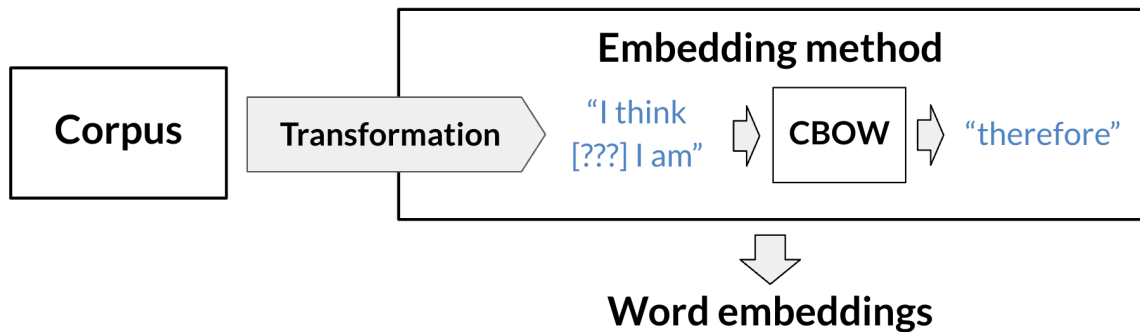 Embedding method
Corpus
Transformation
“I think
[???] I am”
CBOW
“therefore”
Word embeddings